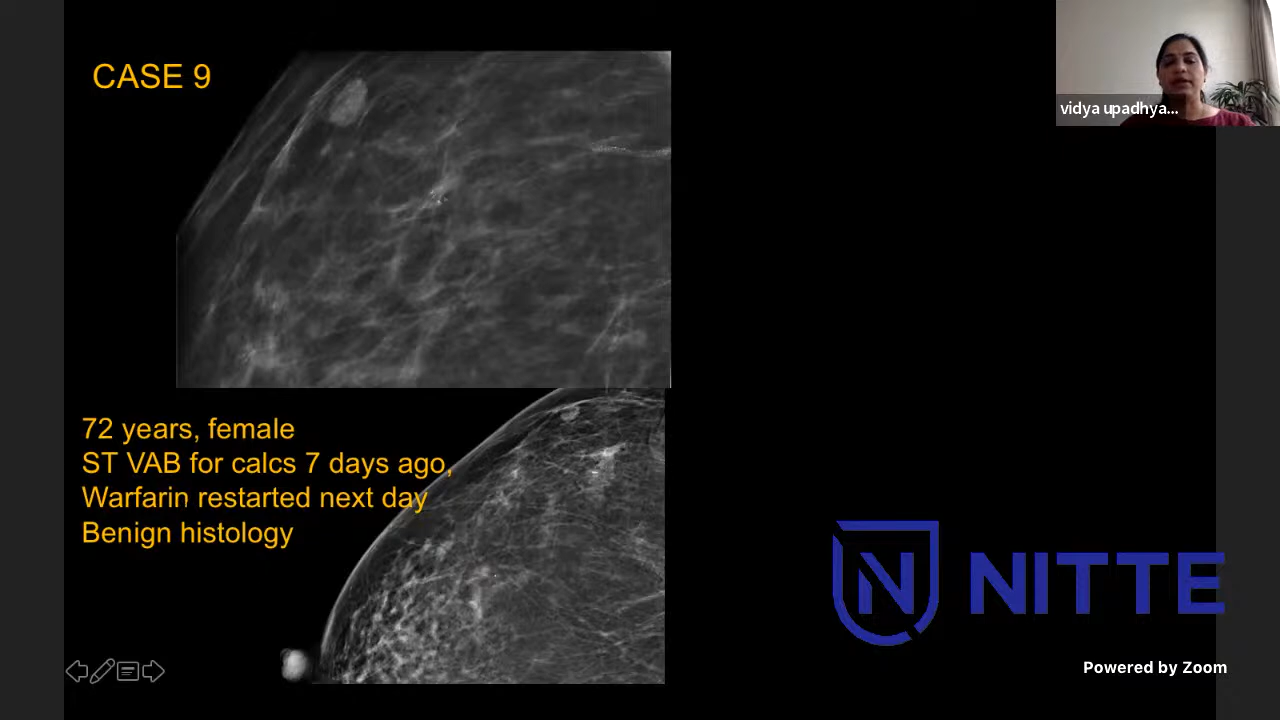 CASE 9
vidya upadhya...
72 years, female
ST VAB for calcs 7 days ago,
Warfarin restarted next day
Benign histology
N NITTE
Powered by Zoom